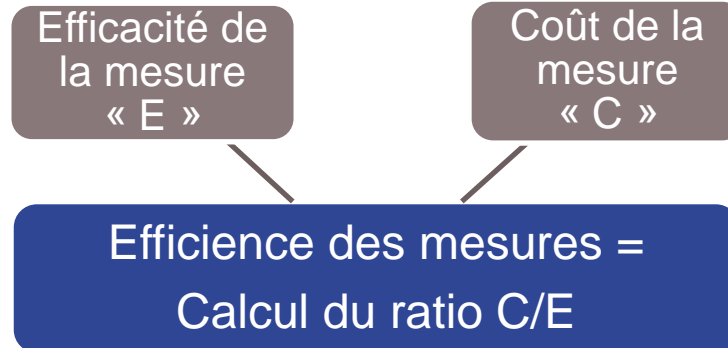 Efficacité de
la mesure
« E »
Coût de la
mesure
« C »
Efficience des mesures =
Calcul du ratio C/E